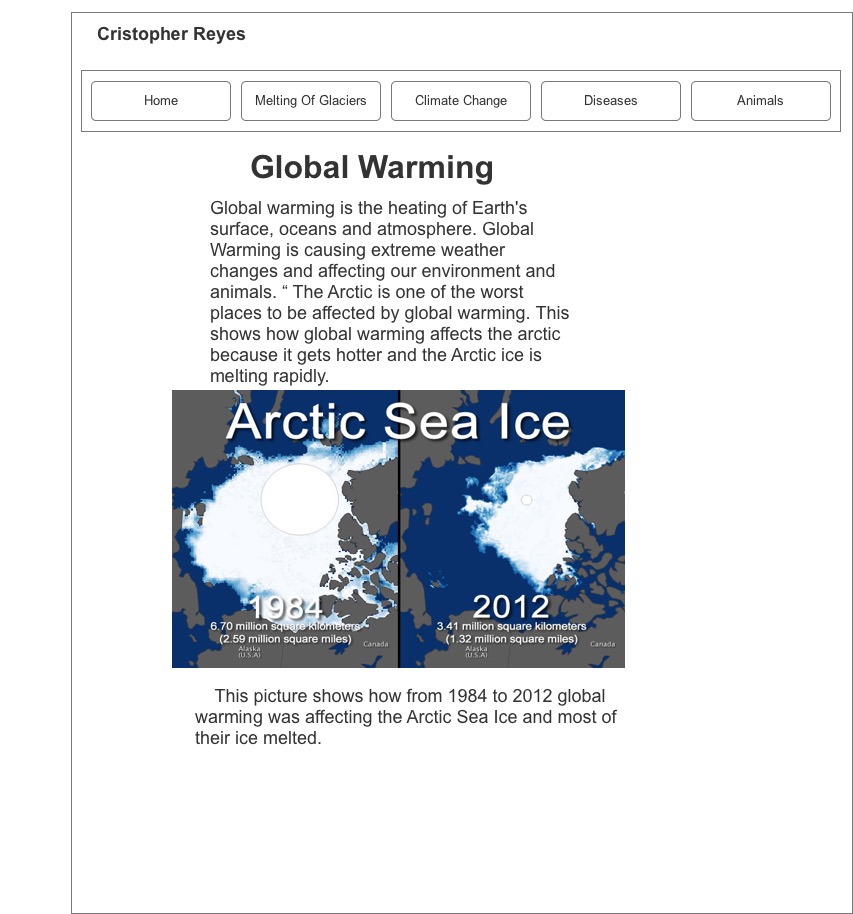 Cristopher Reyes
Home
Melting Of Glaciers
Climate Change
Diseases
Animals
Global Warming
Global warming is the heating of Earth's
surface, oceans and atmosphere. Global
Warming is causing extreme weather
changes and affecting our environment and
animals. “ The Arctic is one of the worst
places to be affected by global warming. This
shows how global warming affects the arctic
because it gets hotter and the Arctic ice is
melting rapidly.
Arctic Sea Ice
1984
6.70 million square kilometers
(2.59 million square miles)
Alaska
(U.S.A)
Canada
2012
3.41 million square kilometers
(1.32 million square miles)
Alaska
(U.S.A)
Canada
This picture shows how from 1984 to 2012 global
warming was affecting the Arctic Sea Ice and most of
their ice melted.